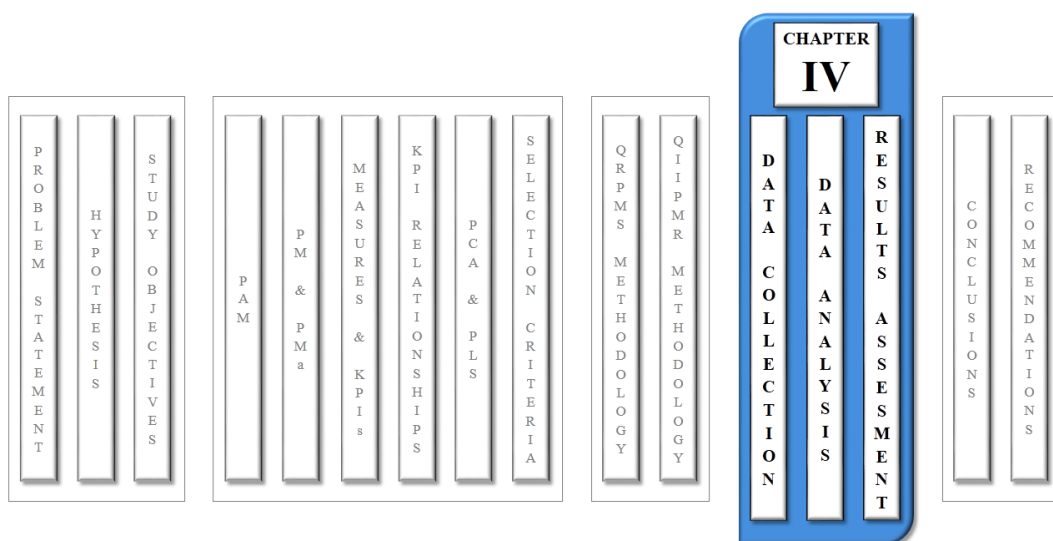 PROBLEM STATEMENT
HYPOTHESIS
STUDY OBJECTIVES
PAM
PM & PMa
MEASURES & KPIs
KPI RELATIONSHIPS
PCA & PLS
SELECTION CRITERIA
QRPMS METHODOLOGY
QIIPMR METHODOLOGY
CHAPTER
IV
DATA COLLECTION
DATA ANALYSIS
RESULTS ASSESMENT
CONCLUSIONS
RECOMMENDATIONS